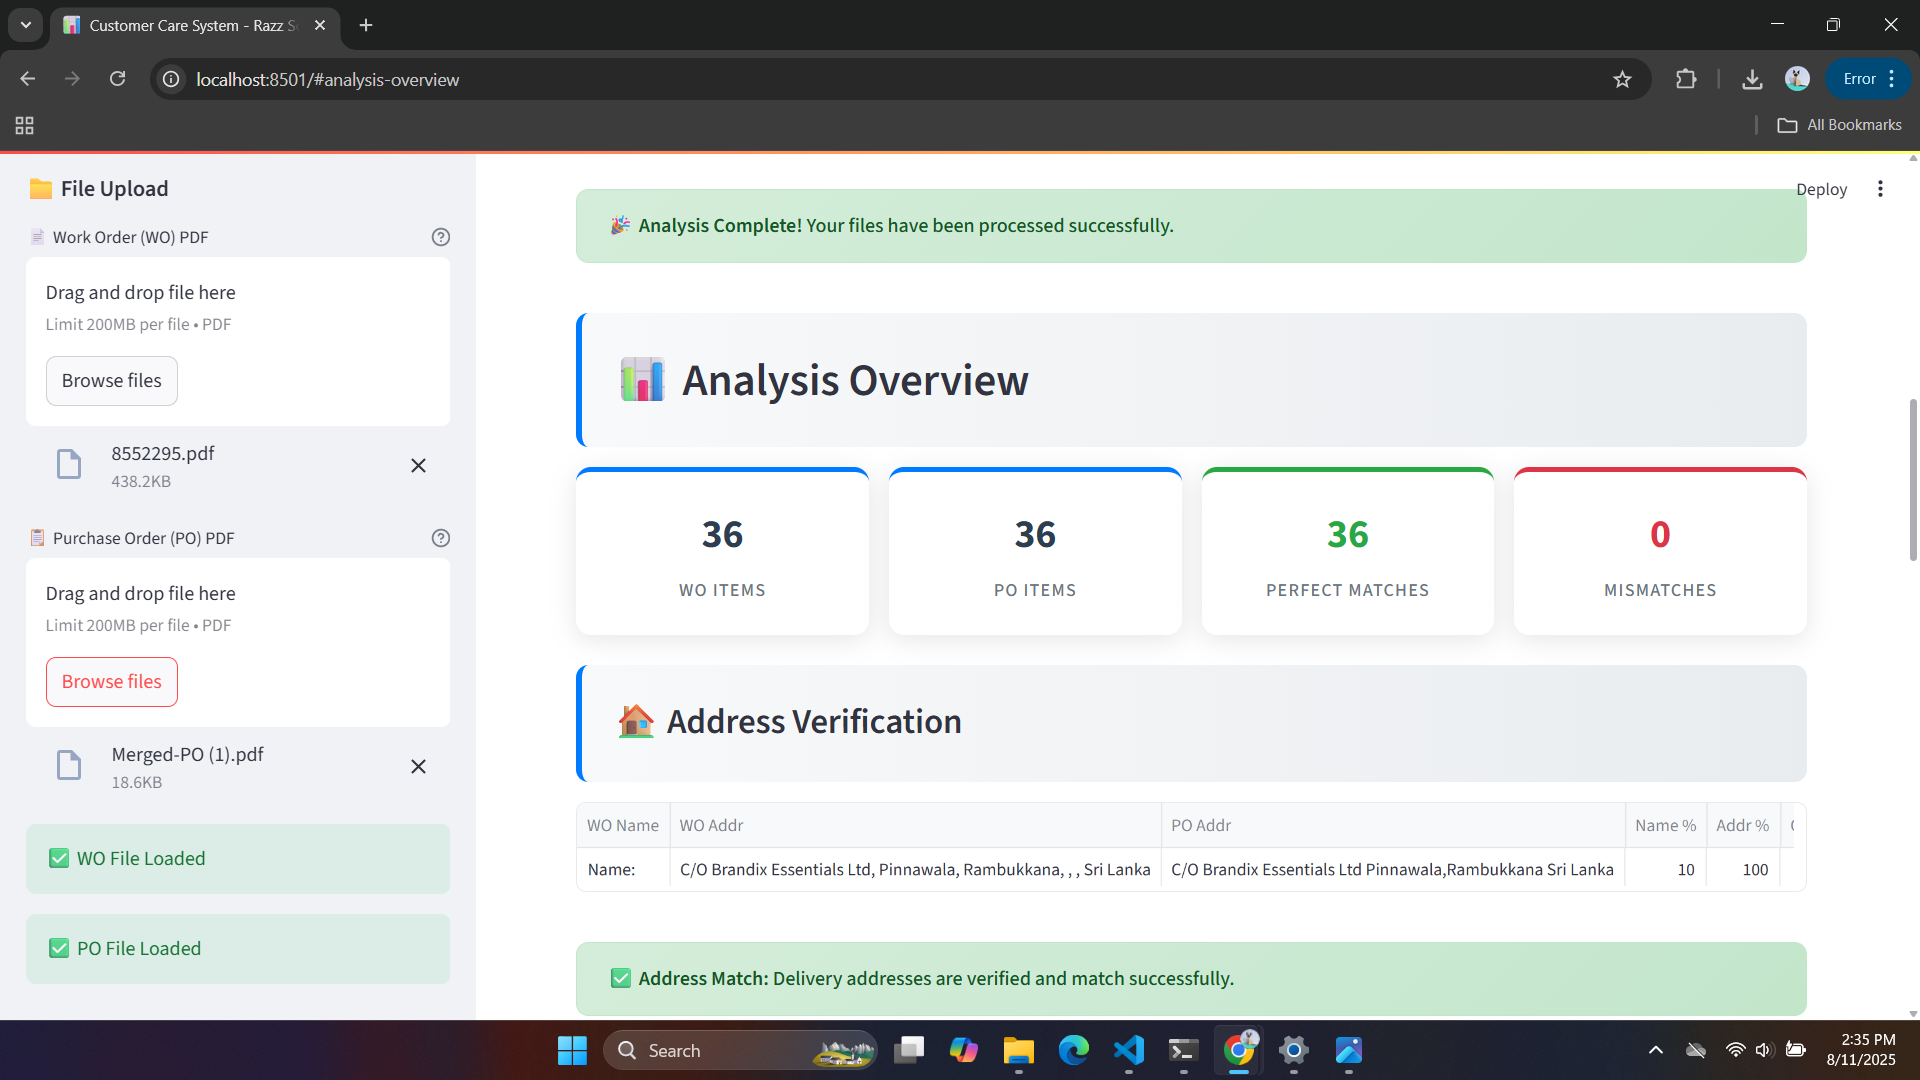 Customer Care System - Razz S
localhost:8501/#analysis-overview
Error
All Bookmarks
File Upload
Work Order (WO) PDF
Drag and drop file here
Limit 200MB per file • PDF
Browse files
8552295.pdf
438.2KB
Purchase Order (PO) PDF
Drag and drop file here
Limit 200MB per file • PDF
Browse files
Merged-PO (1).pdf
18.6KB
WO File Loaded
PO File Loaded
Deploy
Analysis Complete! Your files have been processed successfully.
Analysis Overview
36
WO ITEMS
36
PO ITEMS
36
PERFECT MATCHES
0
MISMATCHES
Address Verification
WO Name WO Addr PO Addr Name % Addr %
Name: C/O Brandix Essentials Ltd, Pinnawala, Rambukkana, , , Sri Lanka C/O Brandix Essentials Ltd Pinnawala,Rambukkana Sri Lanka 10 100
Address Match: Delivery addresses are verified and match successfully.
Search
2:35 PM
8/11/2025